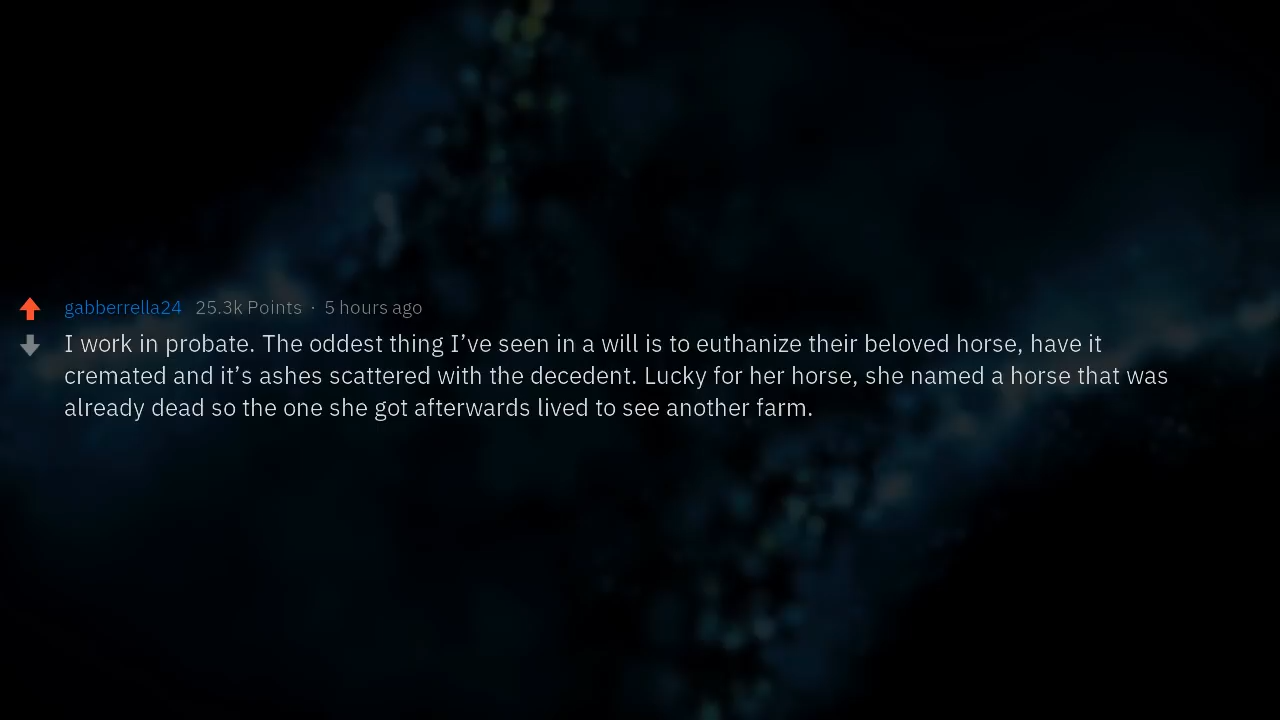 gabberrella24 25.3k Points · 5 hours ago
I work in probate. The oddest thing I’ve seen in a will is to euthanize their beloved horse, have it
cremated and it’s ashes scattered with the decedent. Lucky for her horse, she named a horse that was
already dead so the one she got afterwards lived to see another farm.